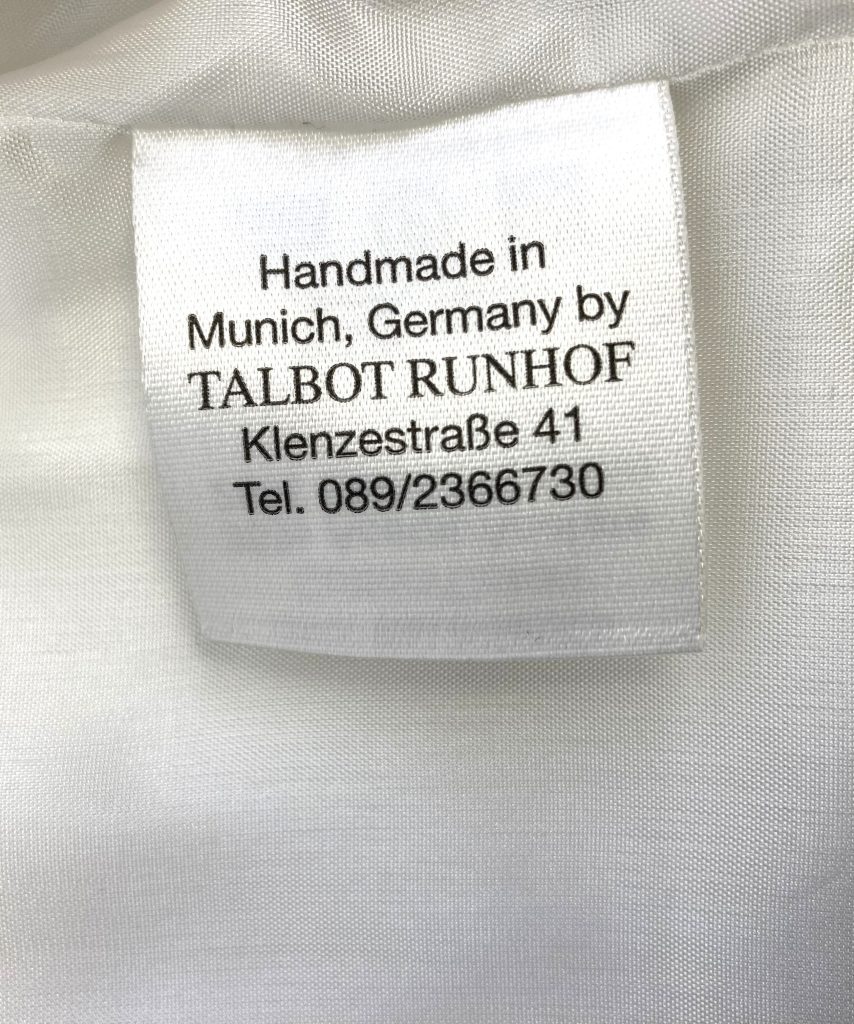 Handmade in
Munich, Germany by
TALBOT RUNHOF
Klenzestraße 41
Tel. 089/2366730